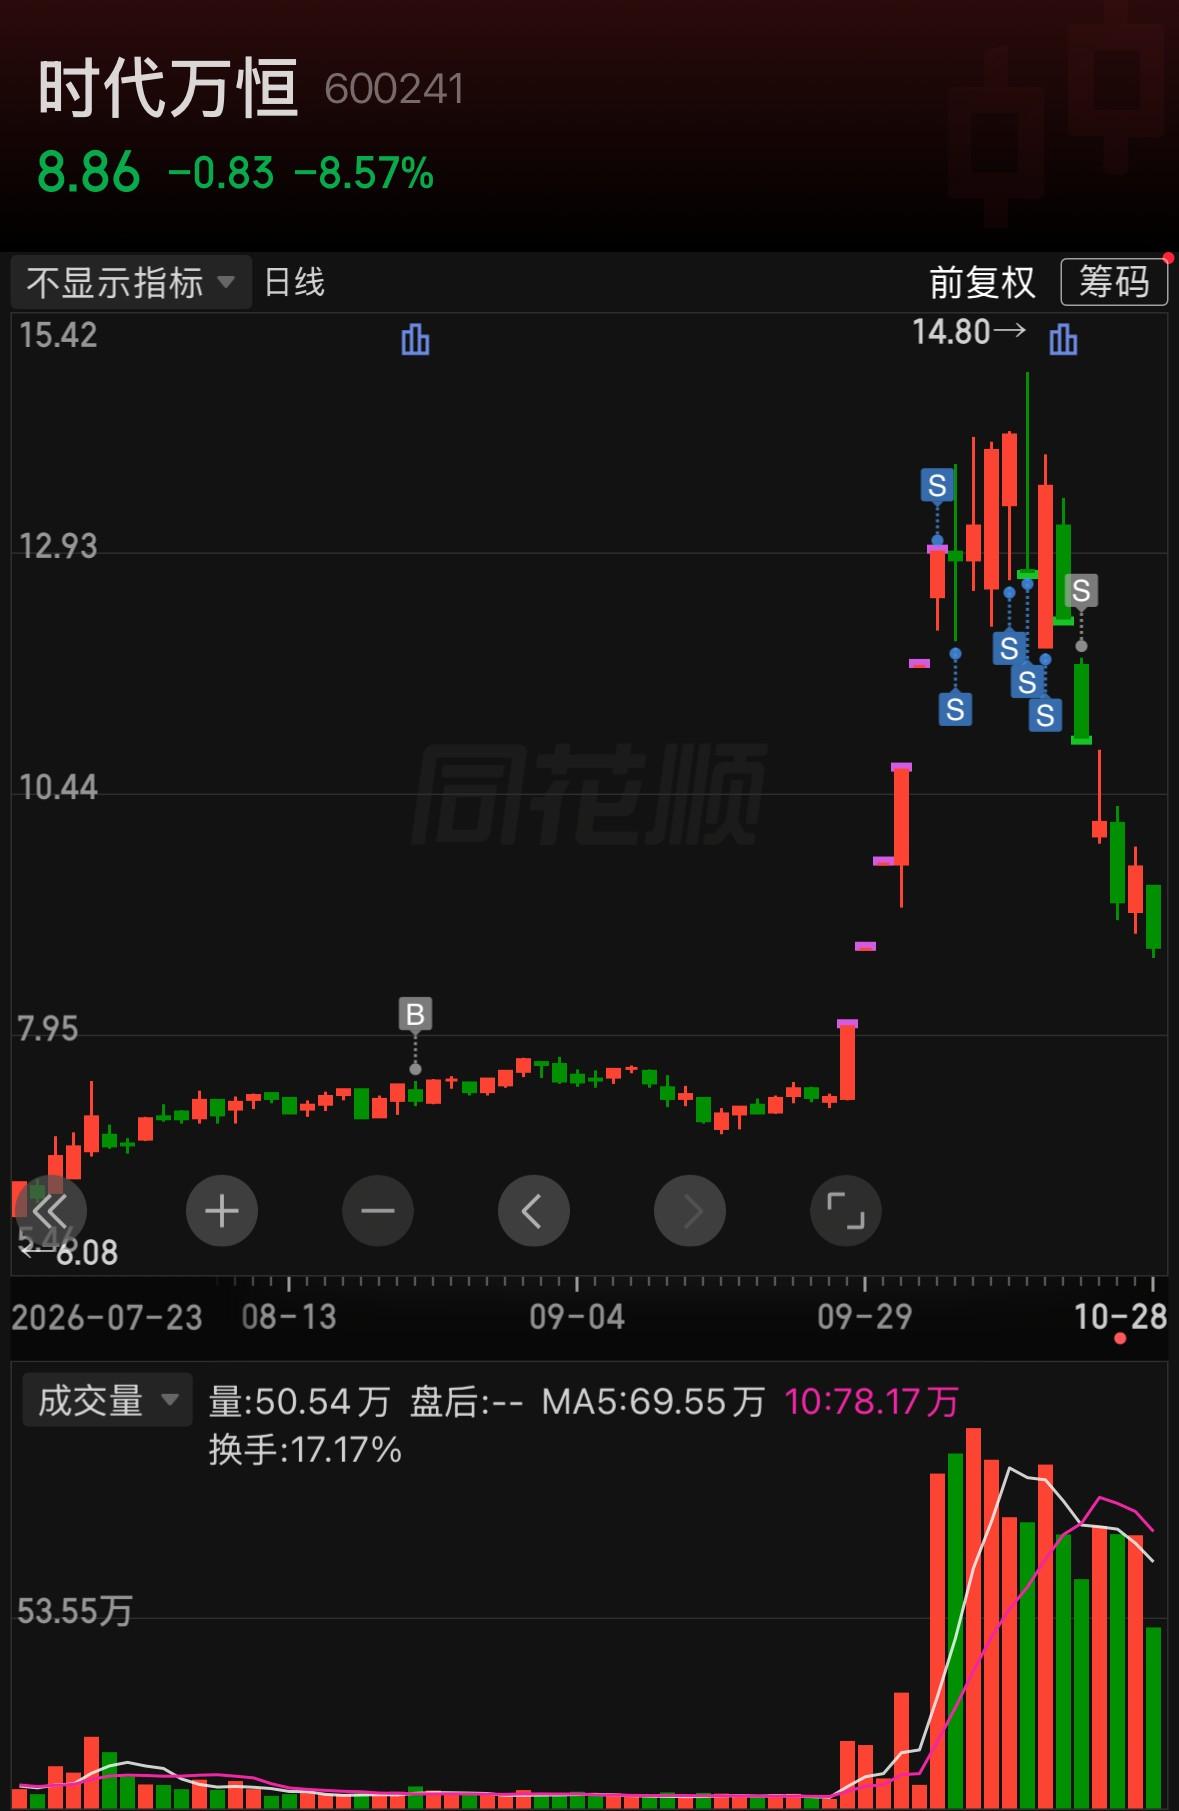 时代万恒 600241
8.86 -0.83 -8.57%
不显示指标 日线 前复权 筹码
15.42
14.80→
S
12.93
S
S
S
S
S
同花顺
10.44
B
7.95
5.46
←6.08
2026-07-23 08-13 09-04 09-29 10-28
成交量 量:50.54万 盘后:-- MA5:69.55万 10:78.17万
换手:17.17%
53.55万